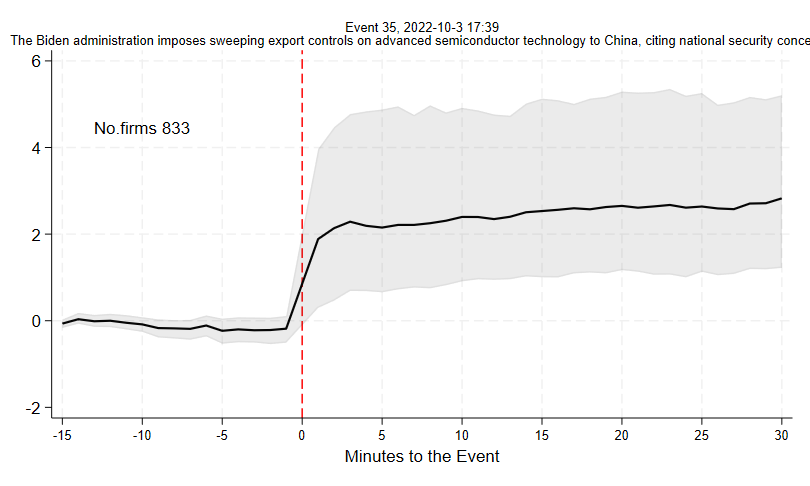 Event 35, 2022-10-3 17:39
The Biden administration imposes sweeping export controls on advanced semiconductor technology to China, citing national security conce
6
No.firms 833
4
2
0
-2
-15 -10 -5 0 5 10 15 20 25 30
Minutes to the Event